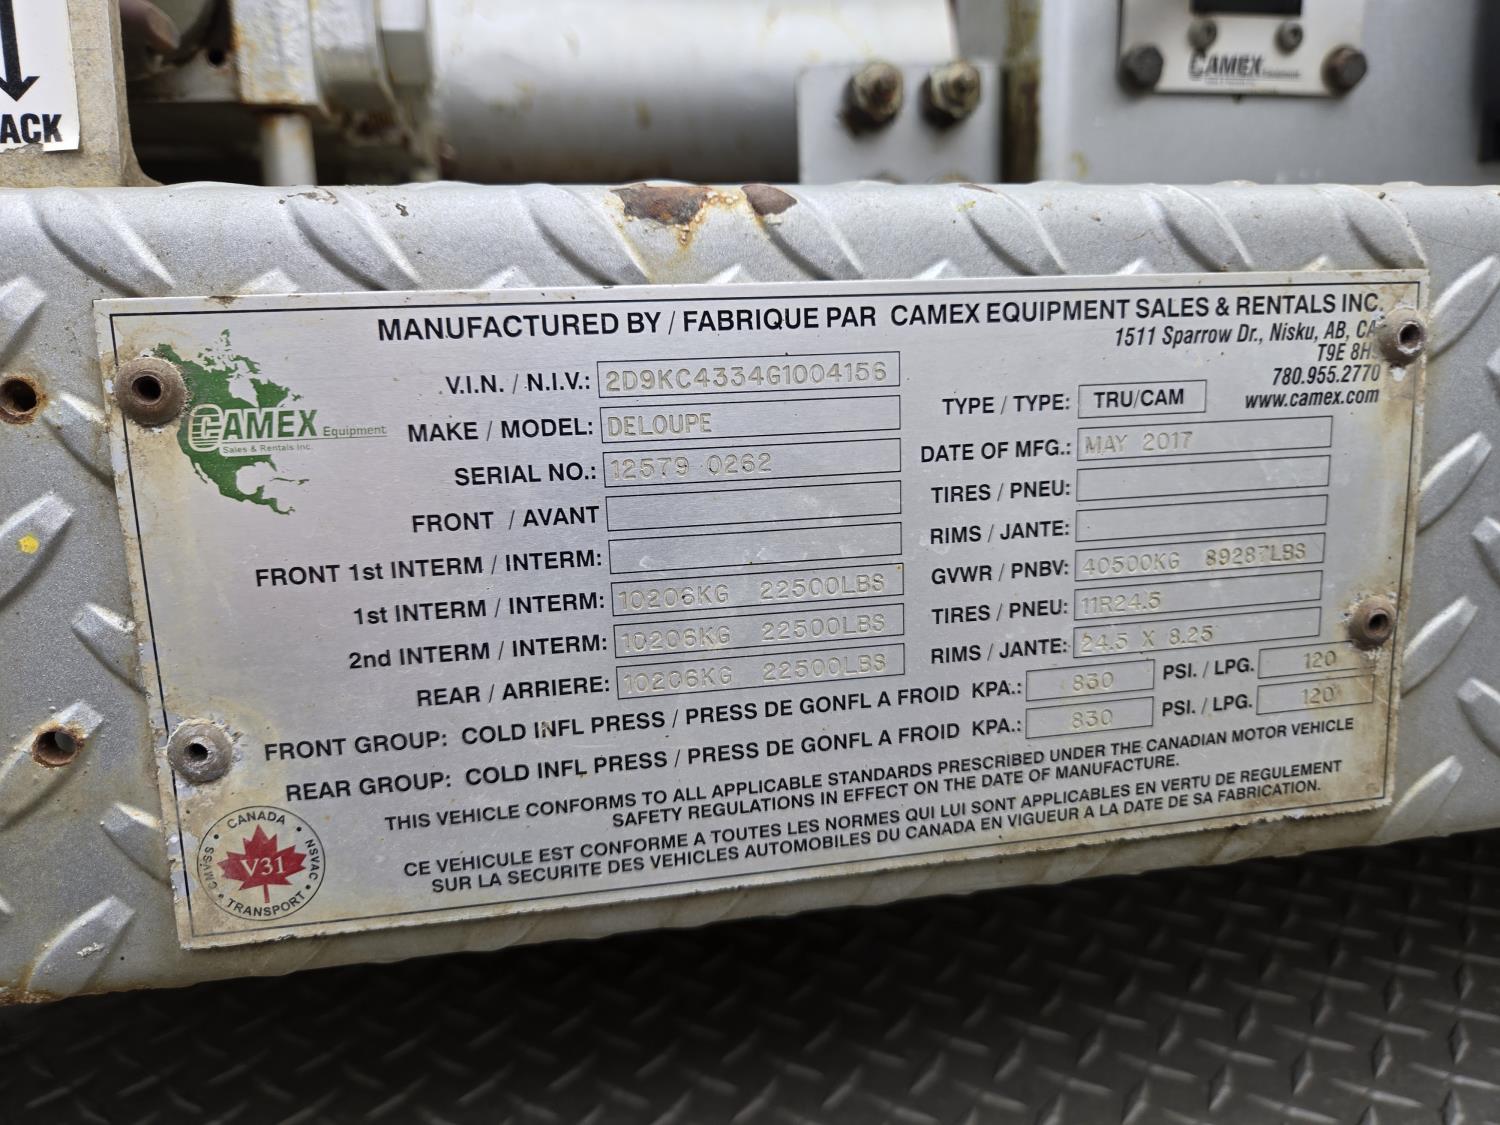 ACK
CAMEX
MANUFACTURED BY / FABRIQUE PAR CAMEX EQUIPMENT SALES & RENTALS INC.
1511 Sparrow Dr., Nisku, AB, CA
T9E 8H
780.955.2770
www.camex.com
CAMEX Equipment
Sales & Rentals Inc.
V.I.N. / N.I.V.: 2D9KC4334G1004156
TYPE / TYPE: TRU/CAM
MAKE / MODEL: DELOUPE
DATE OF MFG.: MAY 2017
SERIAL NO.: 12579 0262
TIRES / PNEU:
FRONT / AVANT
RIMS / JANTE:
FRONT 1st INTERM / INTERM:
GVWR / PNBV: 40500KG 89287LBS
1st INTERM / INTERM: 10206KG 22500LBS
TIRES / PNEU: 11R24.5
2nd INTERM / INTERM: 10206KG 22500LBS
RIMS / JANTE: 24.5 X 8.25
REAR / ARRIERE: 10206KG 22500LBS
FRONT GROUP: COLD INFL PRESS / PRESS DE GONFL A FROID KPA.: 830 PSI. / LPG. 120
REAR GROUP: COLD INFL PRESS / PRESS DE GONFL A FROID KPA.: 830 PSI. / LPG. 120
THIS VEHICLE CONFORMS TO ALL APPLICABLE STANDARDS PRESCRIBED UNDER THE CANADIAN MOTOR VEHICLE
SAFETY REGULATIONS IN EFFECT ON THE DATE OF MANUFACTURE.
CE VEHICULE EST CONFORME A TOUTES LES NORMES QUI LUI SONT APPLICABLES EN VERTU DE REGULEMENT
SUR LA SECURITE DES VEHICLES AUTOMOBILES DU CANADA EN VIGUEUR A LA DATE DE SA FABRICATION.
CANADA
CMVSS
V31
NSVAC
TRANSPORT